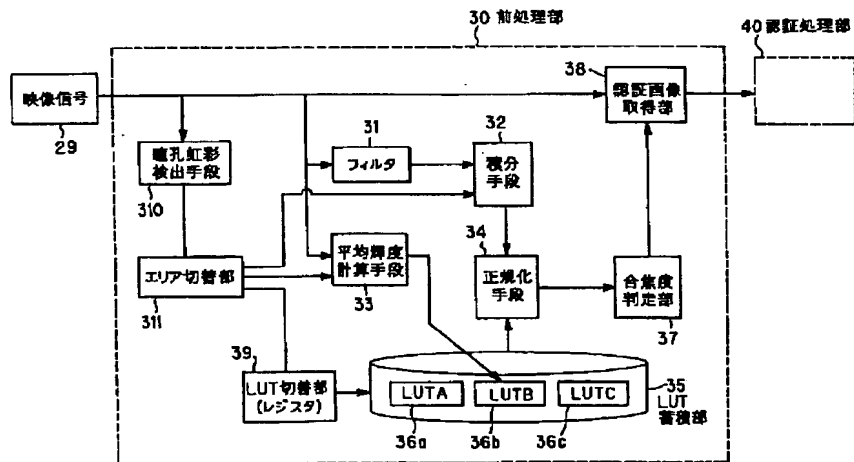 30 前処理部
40 認証処理部
映像信号
29
38
認証画像
取得部
瞳孔虹彩
検出手段
310
31
フィルタ
32
積分
手段
エリア切替部
311
平均輝度
計算手段
33
34
正規化
手段
合焦度
判定部
37
39
LUT切替部
(レジスタ)
LUTA
LUTB
LUTC
36a
36b
36c
35
LUT
蓄積部